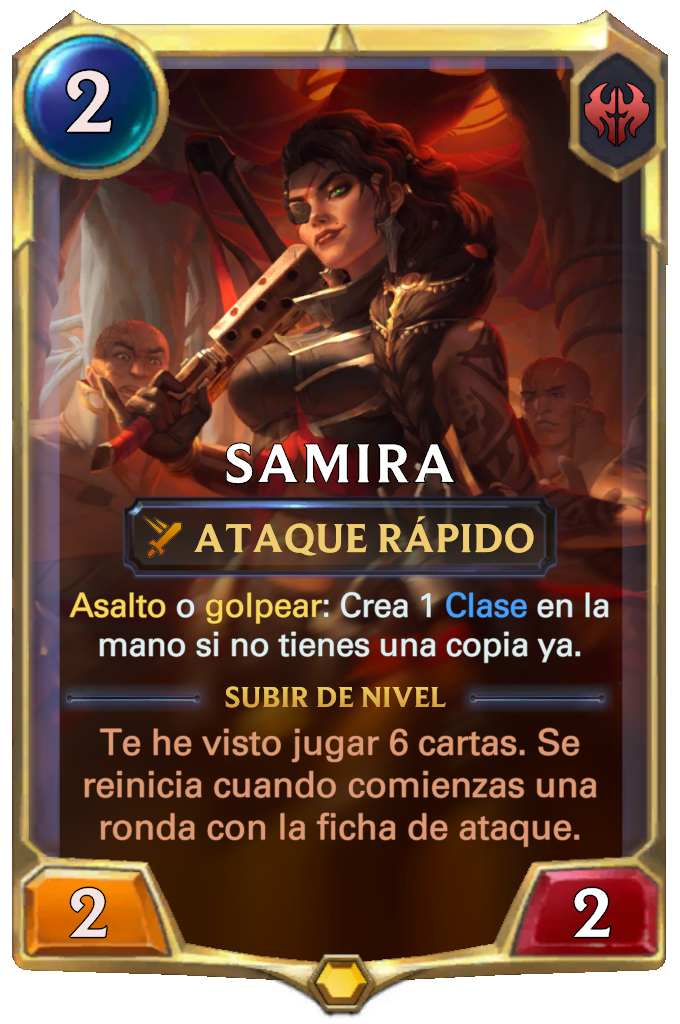 2
SAMIRA
ATAQUE RÁPIDO
Asalto o golpear: Crea 1 Clase en la
mano si no tienes una copia ya.
SUBIR DE NIVEL
Te he visto jugar 6 cartas. Se
reinicia cuando comienzas una
ronda con la ficha de ataque.
2 2